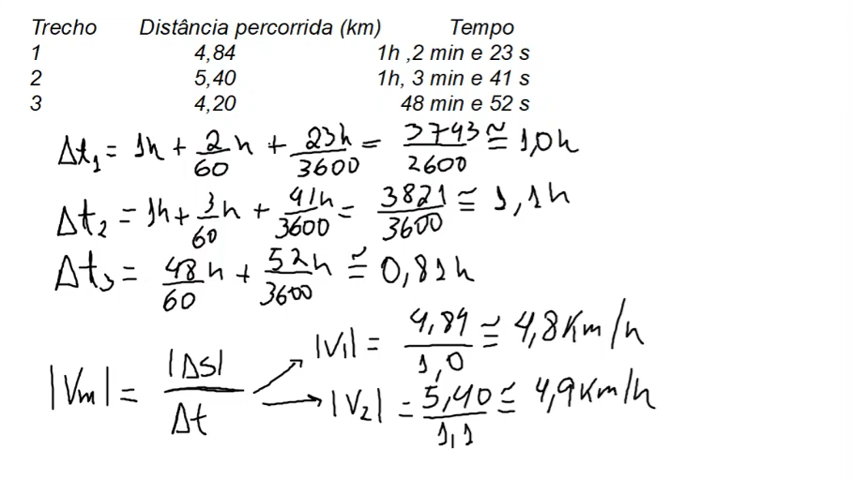 Trecho Distância percorrida (km) Tempo
1 4,84 1h ,2 min e 23 s
2 5,40 1h, 3 min e 41 s
3 4,20 48 min e 52 s
Δt₁ = 1h + 2/60 h + 23h/3600 = 3743/2600 ≅ 1,0h
Δt₂ = 1h + 3/60 h + 41h/3600 = 3821/3600 ≅ 1,1h
Δt₃ = 48/60 h + 52h/3600 ≅ 0,81h
|Vm| = |ΔS|/Δt
|V₁| = 4,84/1,0 ≅ 4,8Km/h
|V₂| = 5,40/1,1 ≅ 4,9Km/h